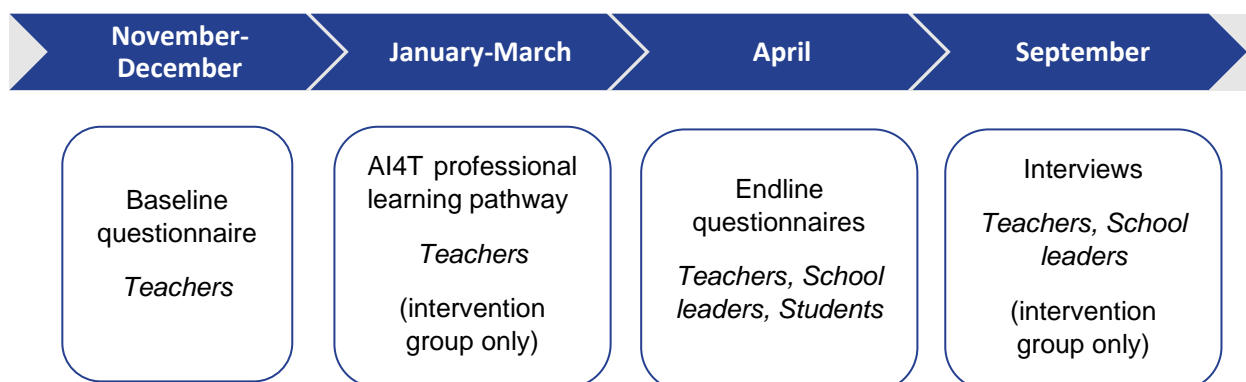 November-
December
January-March
April
September
Baseline
questionnaire
Teachers
AI4T professional
learning pathway
Teachers
(intervention
group only)
Endline
questionnaires
Teachers, School
leaders, Students
Interviews
Teachers, School
leaders
(intervention
group only)